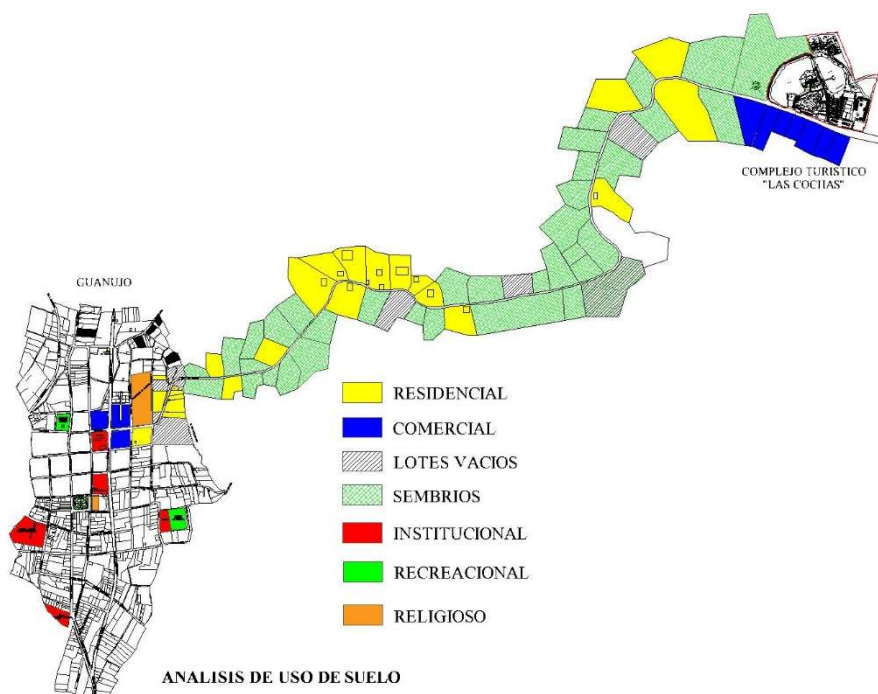 COMPLEJO TURISTICO
"LAS COCHAS"
GUANUJO
RESIDENCIAL
COMERCIAL
LOTES VACIOS
SEMBRIOS
INSTITUCIONAL
RECREACIONAL
RELIGIOSO
ANALISIS DE USO DE SUELO